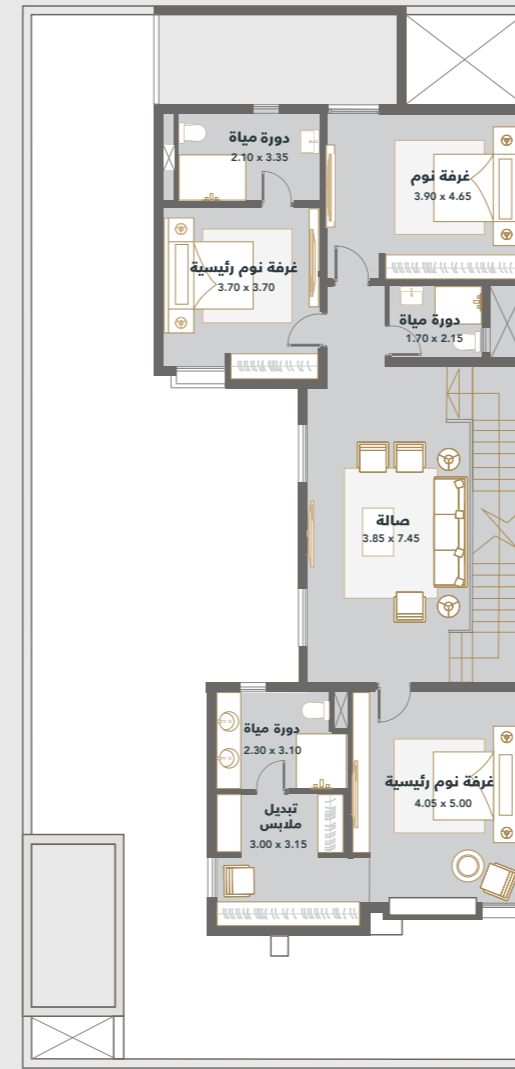 دورة مياة
2.10 x 3.35
غرفة نوم
3.90 x 4.65
غرفة نوم رئيسية
3.70 x 3.70
دورة مياة
1.70 x 2.15
صالة
3.85 x 7.45
دورة مياة
2.30 x 3.10
غرفة نوم رئيسية
4.05 x 5.00
تبديل
ملابس
3.00 x 3.15